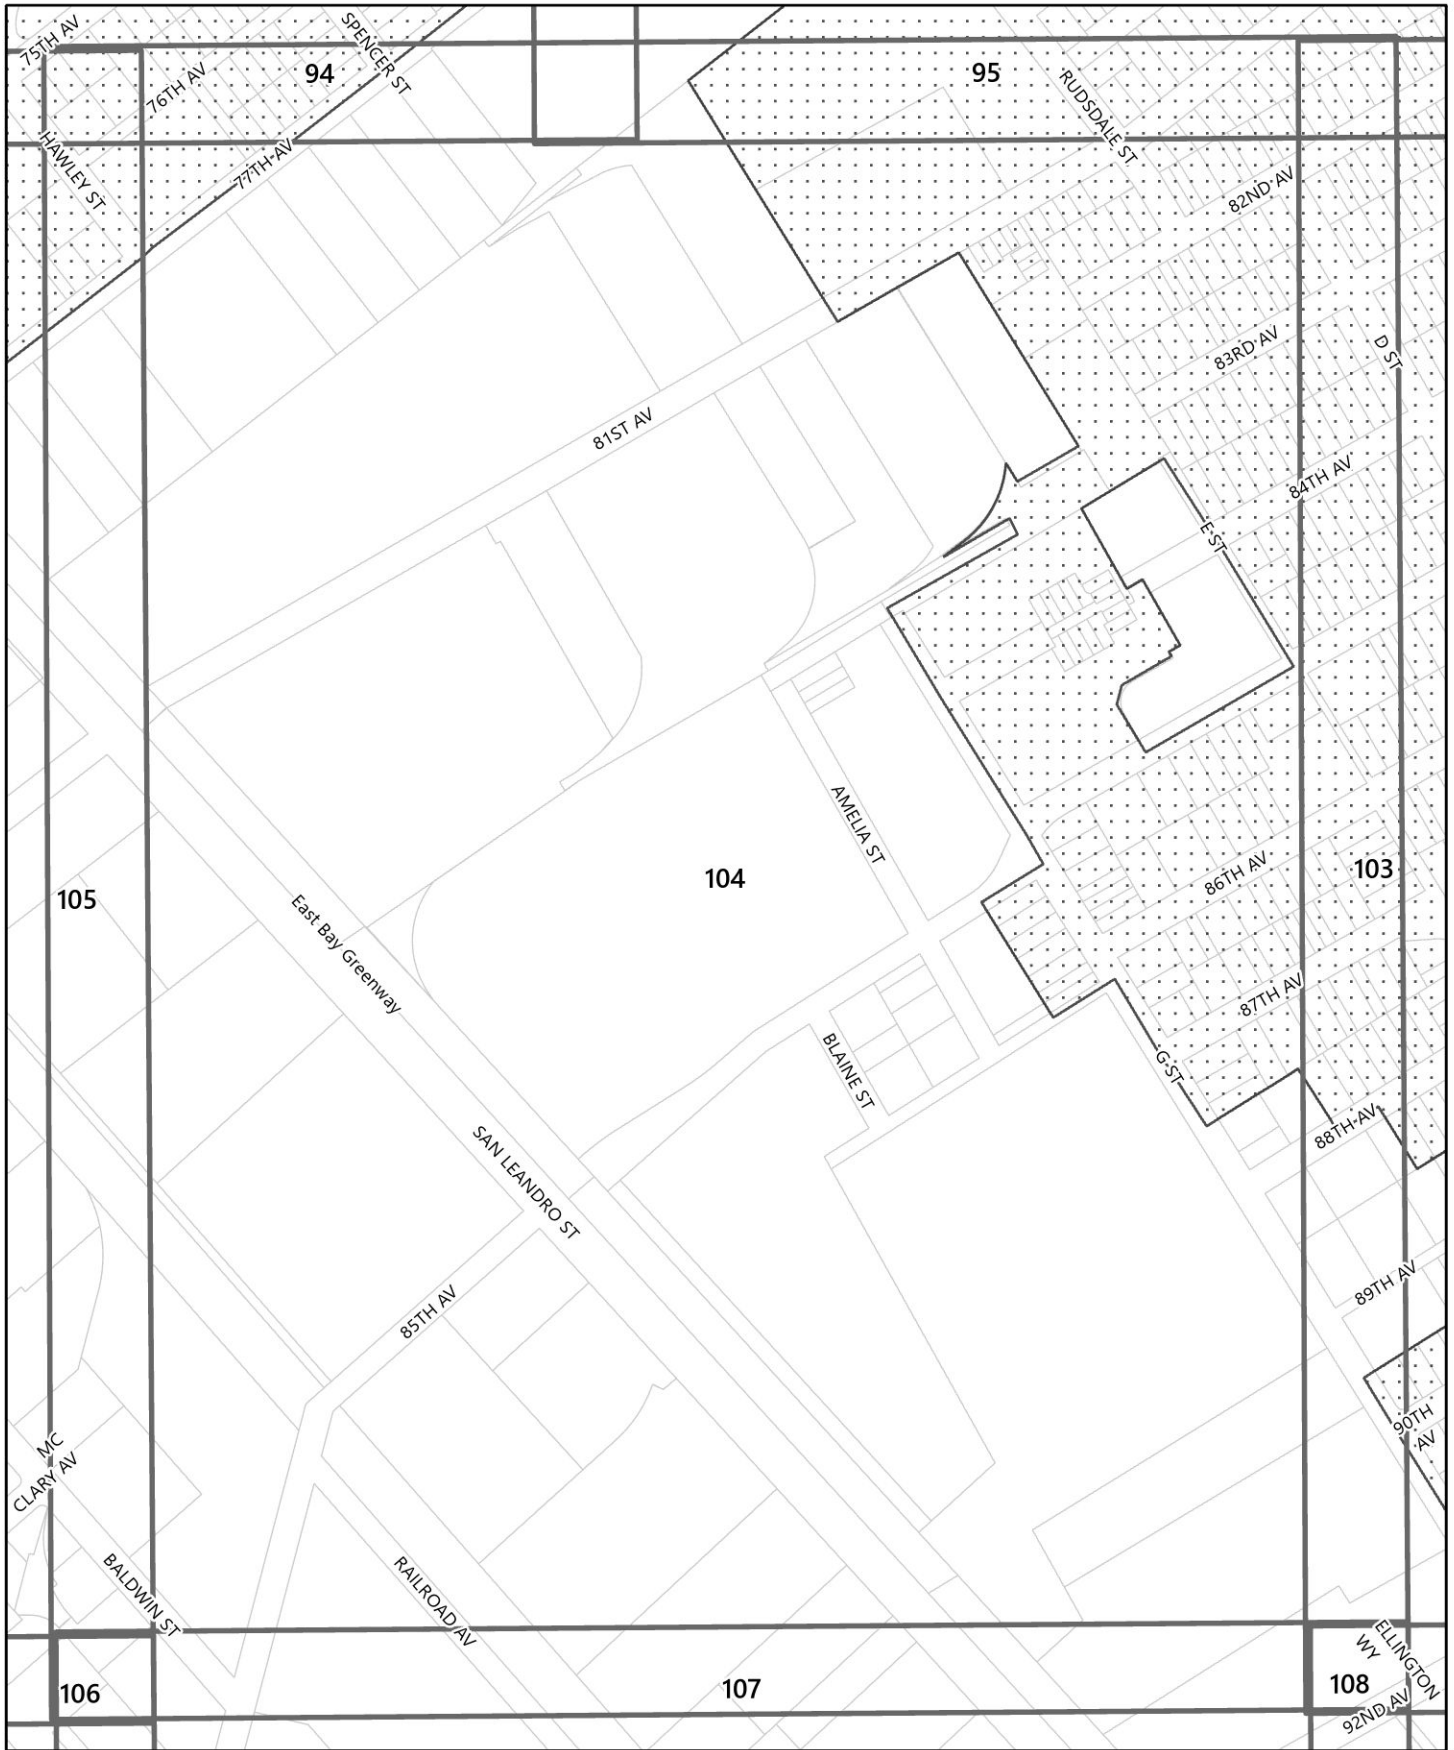 75TH AV
SPENCER ST
94
95
76TH AV
RUDSDALE ST
HAWLEY ST
77TH AV
82ND AV
83RD AV
D ST
81ST AV
84TH AV
E ST
AMELIA ST
104
103
86TH AV
105
East Bay Greenway
87TH AV
BLAINE ST
G ST
88TH AV
SAN LEANDRO ST
89TH AV
85TH AV
90TH
AV
MC
CLARY AV
BALDWIN ST
RAILROAD AV
ELLINGTON
WY
106
107
108
92ND AV